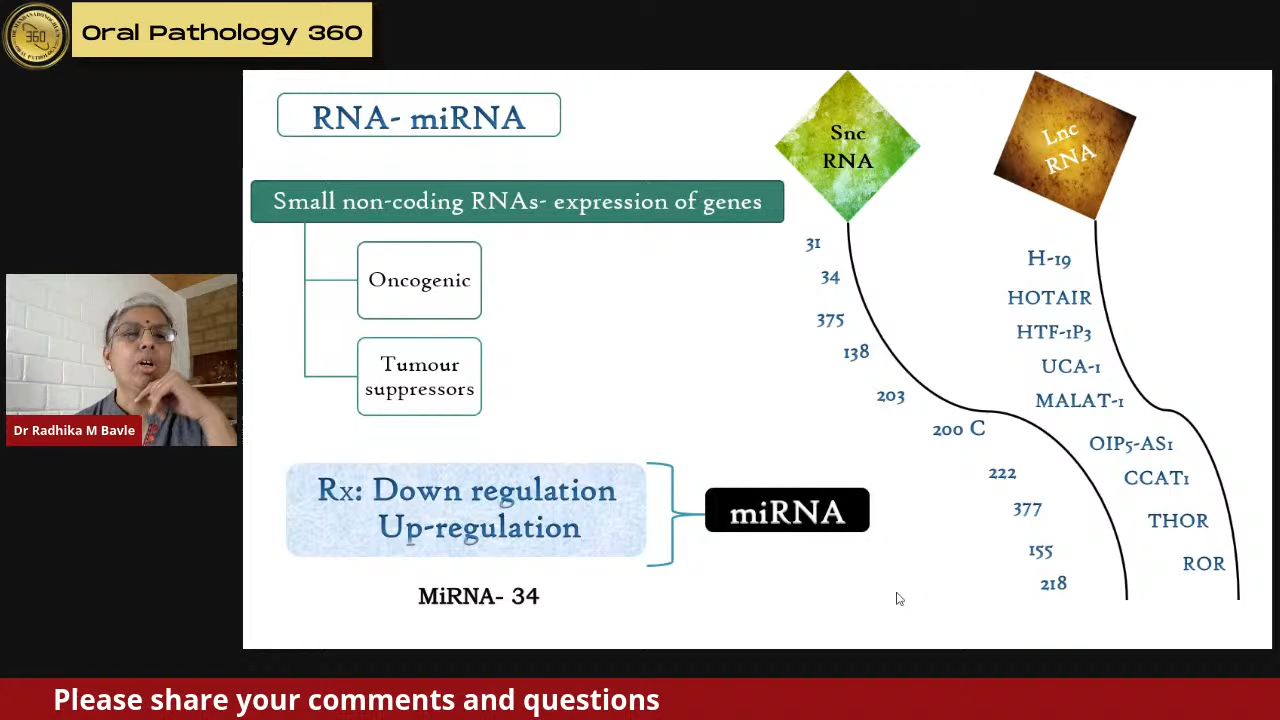 360
Oral Pathology 360
RNA- miRNA
Small non-coding RNAs- expression of genes
Oncogenic
Tumour
suppressors
Rx: Down regulation
Up-regulation
miRNA
MiRNA- 34
Snc
RNA
31
34
375
138
203
200 C
222
377
155
218
Lnc
RNA
H-19
HOTAIR
HTF-1P3
UCA-1
MALAT-1
OIP5-AS1
CCAT1
THOR
ROR
Dr Radhika M Bavle
Please share your comments and questions